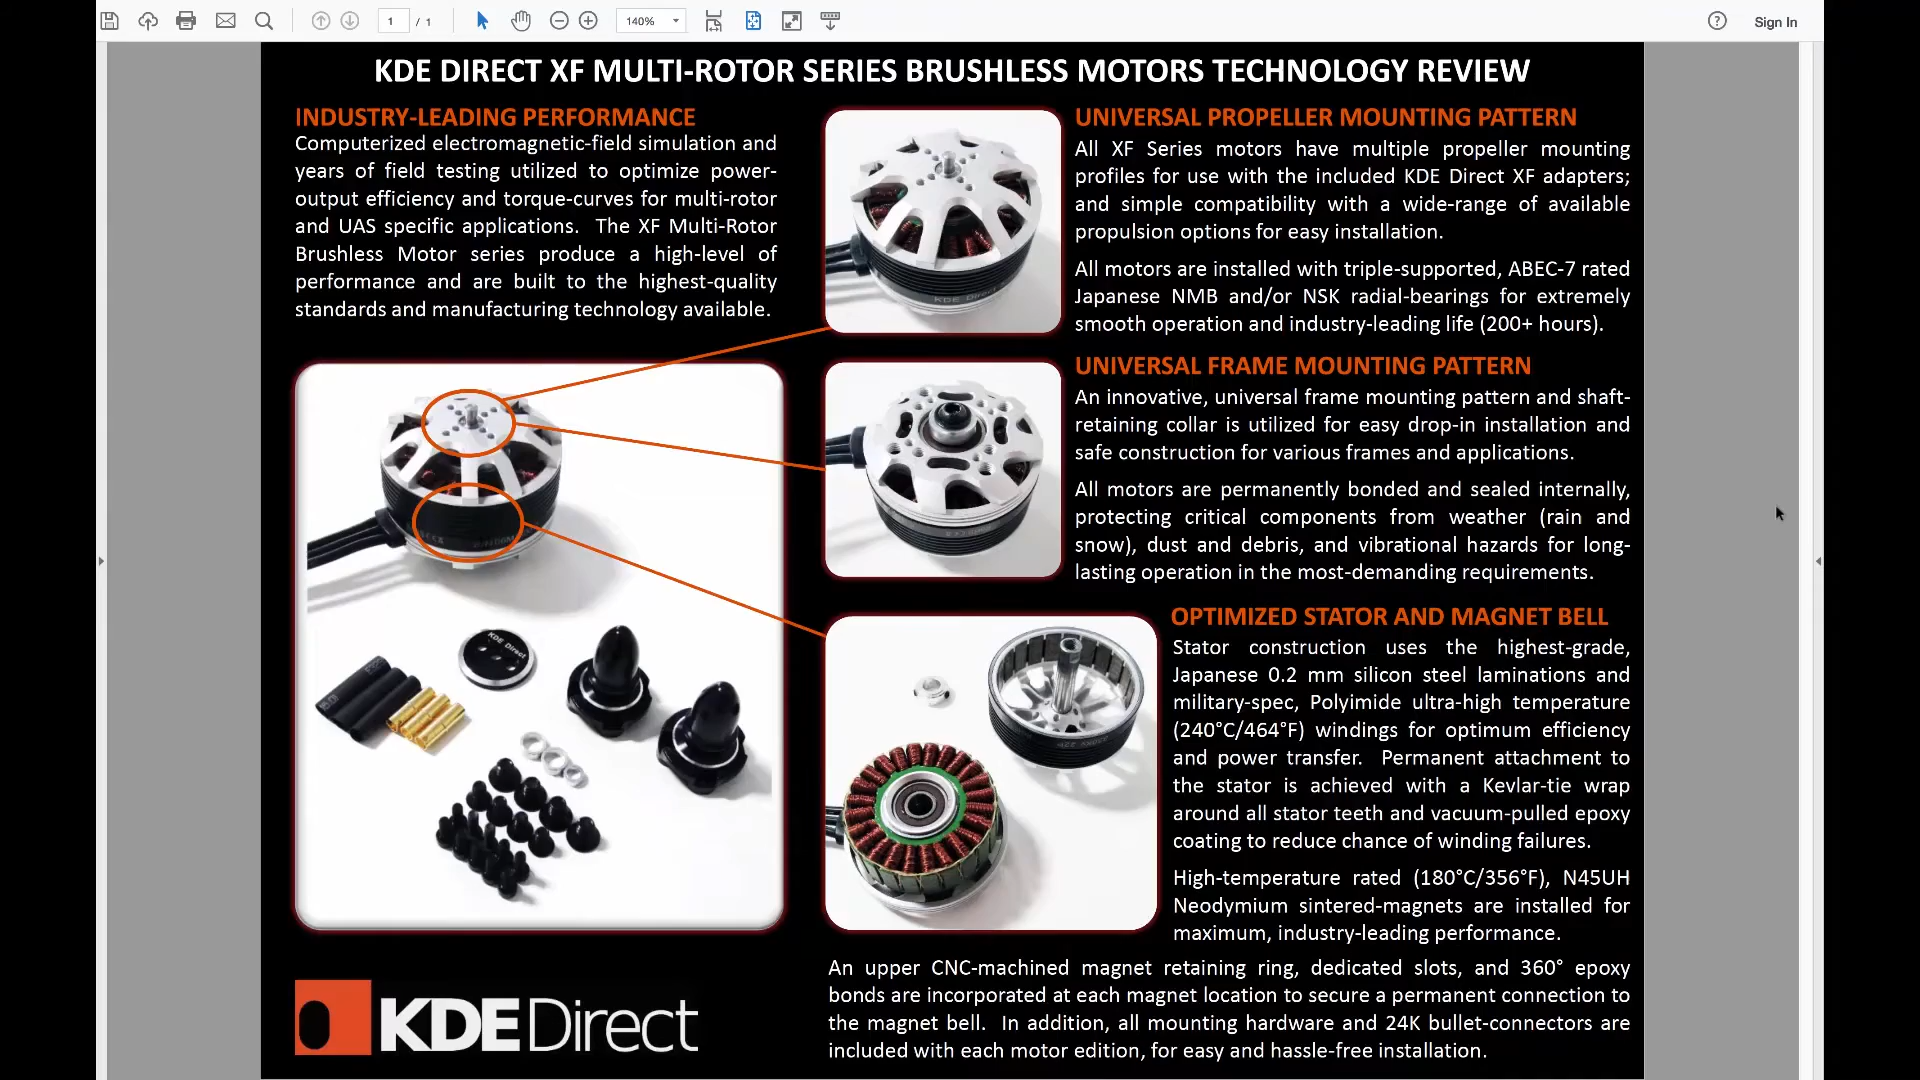 1 / 1
140%
Sign In
KDE DIRECT XF MULTI-ROTOR SERIES BRUSHLESS MOTORS TECHNOLOGY REVIEW
INDUSTRY-LEADING PERFORMANCE
Computerized electromagnetic-field simulation and
years of field testing utilized to optimize power-
output efficiency and torque-curves for multi-rotor
and UAS specific applications. The XF Multi-Rotor
Brushless Motor series produce a high-level of
performance and are built to the highest-quality
standards and manufacturing technology available.
UNIVERSAL PROPELLER MOUNTING PATTERN
All XF Series motors have multiple propeller mounting
profiles for use with the included KDE Direct XF adapters;
and simple compatibility with a wide-range of available
propulsion options for easy installation.
All motors are installed with triple-supported, ABEC-7 rated
Japanese NMB and/or NSK radial-bearings for extremely
smooth operation and industry-leading life (200+ hours).
KDE Direct
UNIVERSAL FRAME MOUNTING PATTERN
An innovative, universal frame mounting pattern and shaft-
retaining collar is utilized for easy drop-in installation and
safe construction for various frames and applications.
All motors are permanently bonded and sealed internally,
protecting critical components from weather (rain and
snow), dust and debris, and vibrational hazards for long-
lasting operation in the most-demanding requirements.
KDE Direct
OPTIMIZED STATOR AND MAGNET BELL
Stator construction uses the highest-grade,
Japanese 0.2 mm silicon steel laminations and
military-spec, Polyimide ultra-high temperature
(240°C/464°F) windings for optimum efficiency
and power transfer. Permanent attachment to
the stator is achieved with a Kevlar-tie wrap
around all stator teeth and vacuum-pulled epoxy
coating to reduce chance of winding failures.
High-temperature rated (180°C/356°F), N45UH
Neodymium sintered-magnets are installed for
maximum, industry-leading performance.
An upper CNC-machined magnet retaining ring, dedicated slots, and 360° epoxy
bonds are incorporated at each magnet location to secure a permanent connection to
the magnet bell. In addition, all mounting hardware and 24K bullet-connectors are
included with each motor edition, for easy and hassle-free installation.
KDE Direct